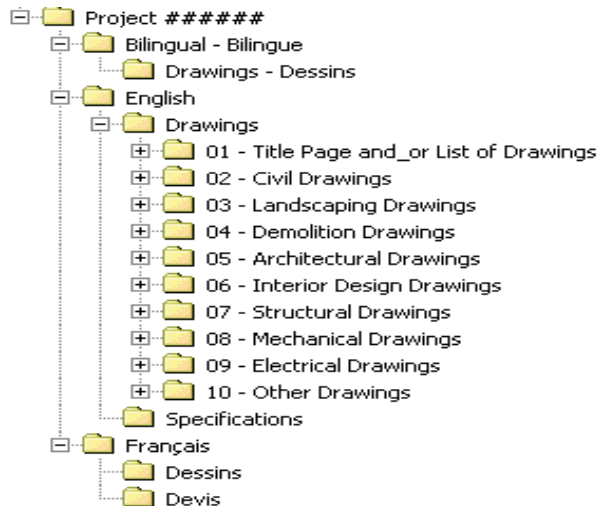 Project ######
Bilingual - Bilingue
Drawings - Dessins
English
Drawings
01 - Title Page and_or List of Drawings
02 - Civil Drawings
03 - Landscaping Drawings
04 - Demolition Drawings
05 - Architectural Drawings
06 - Interior Design Drawings
07 - Structural Drawings
08 - Mechanical Drawings
09 - Electrical Drawings
10 - Other Drawings
Specifications
Français
Dessins
Devis